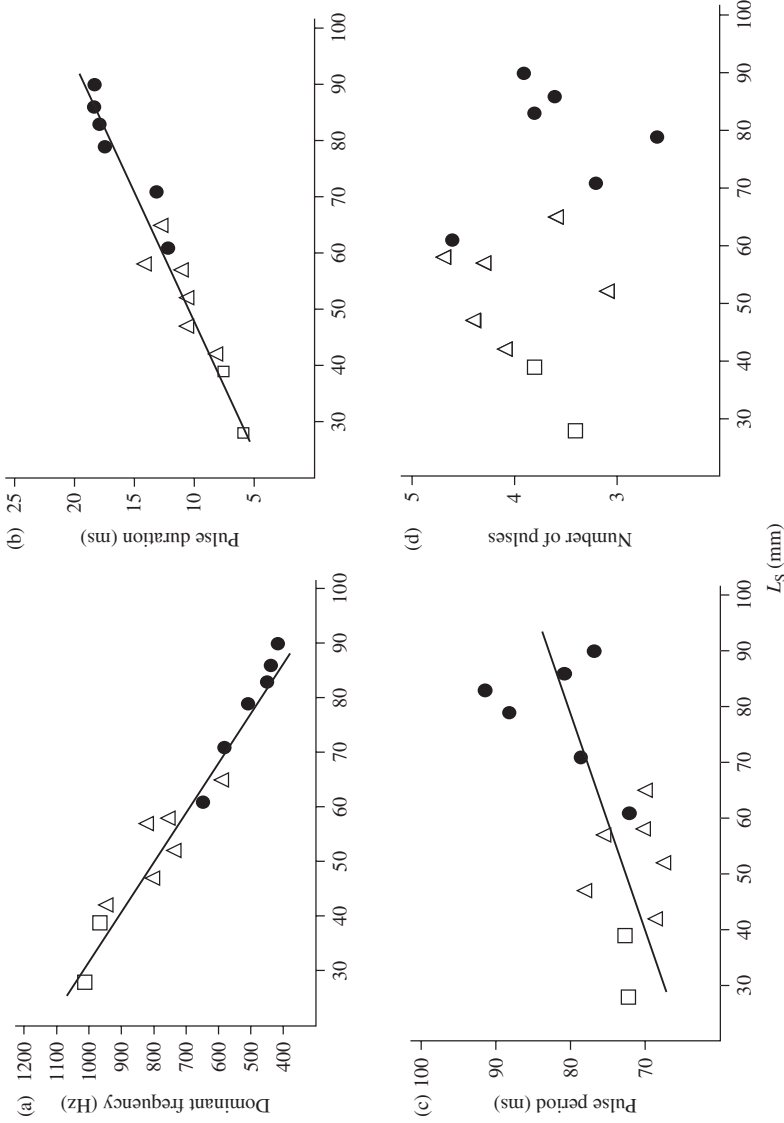 (a)
1200
1100
1000
900
800
700
600
500
400
Dominant frequency (Hz)
30 40 50 60 70 80 90 100
(b)
25
20
15
10
5
Pulse duration (ms)
30 40 50 60 70 80 90 100
(c)
100
90
80
70
Pulse period (ms)
30 40 50 60 70 80 90 100
(d)
5
4
3
Number of pulses
30 40 50 60 70 80 90 100
LS (mm)